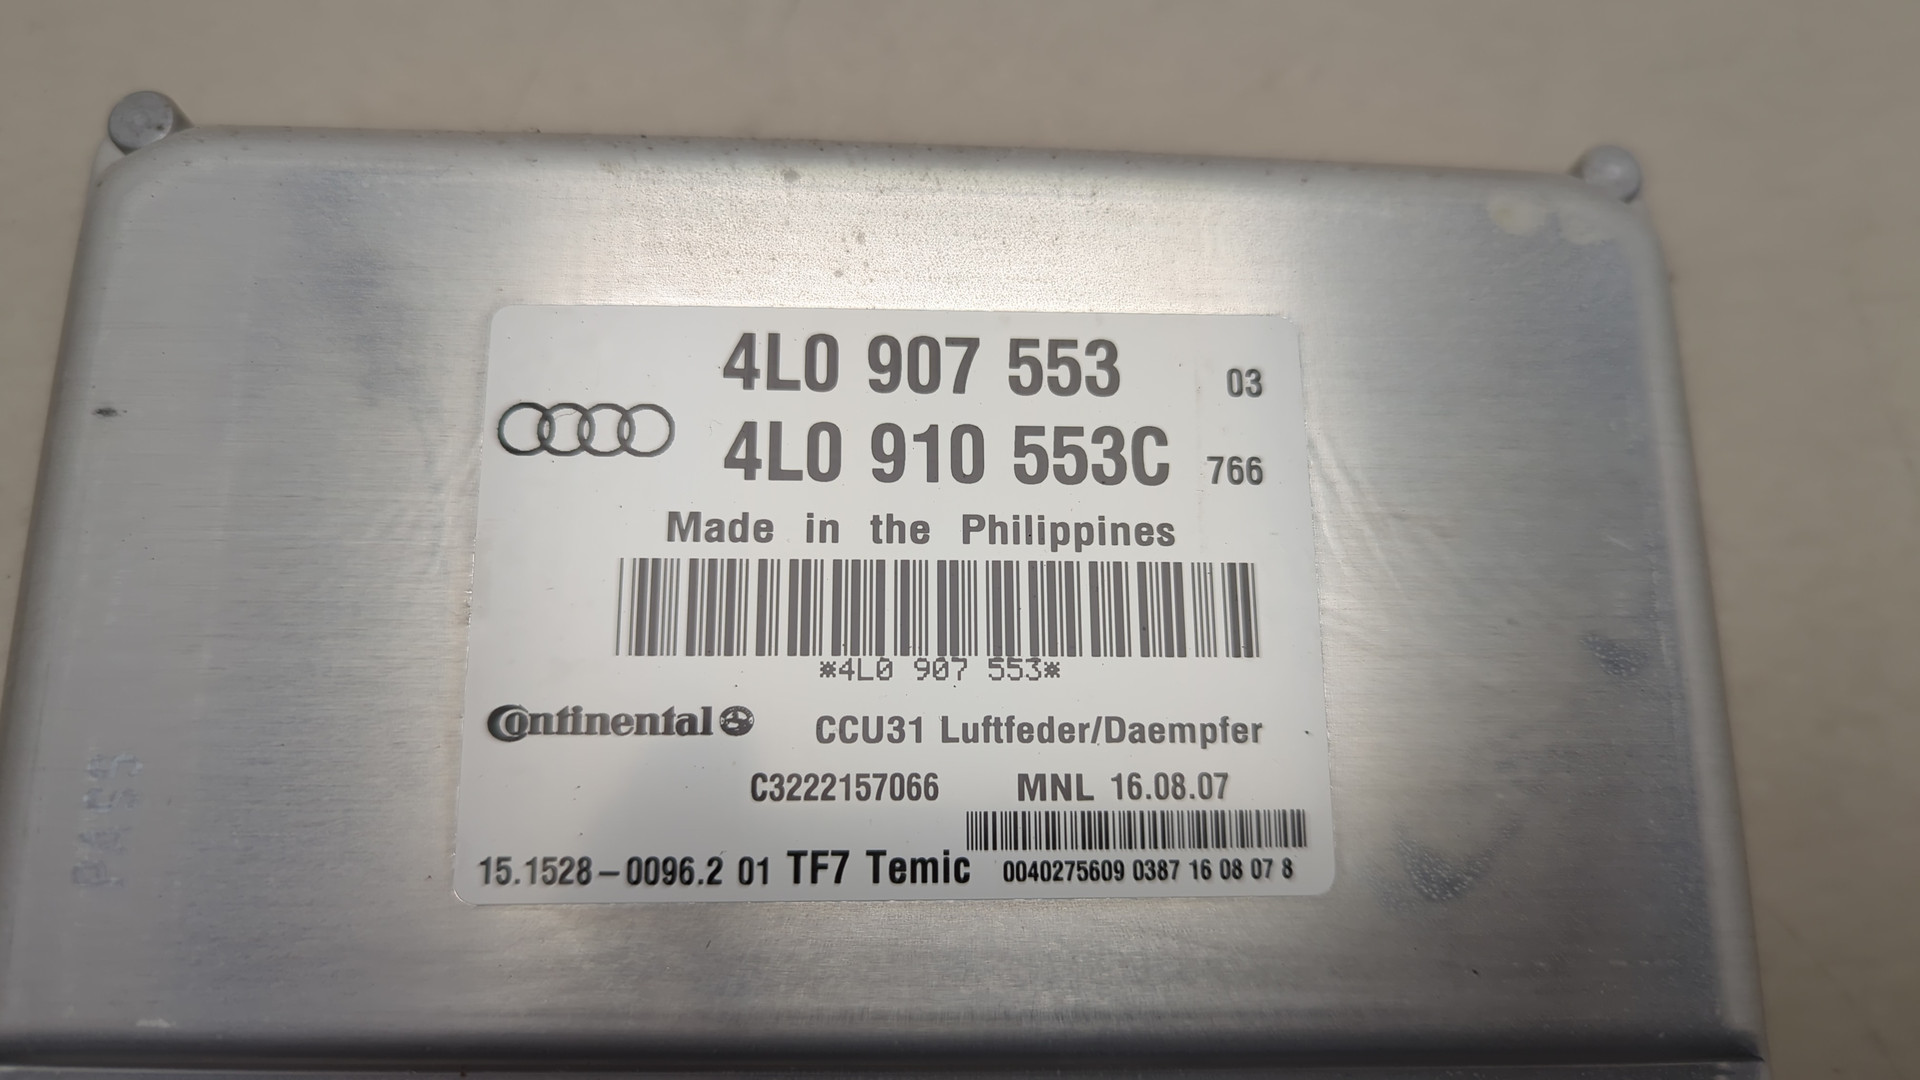 4L0 907 553 03
4L0 910 553C 766
Made in the Philippines
*4L0 907 553*
Continental CCU31 Luftfeder/Daempfer
C3222157066 MNL 16.08.07
15.1528-0096.2 01 TF7 Temic 0040275609 0387 16 08 07 8